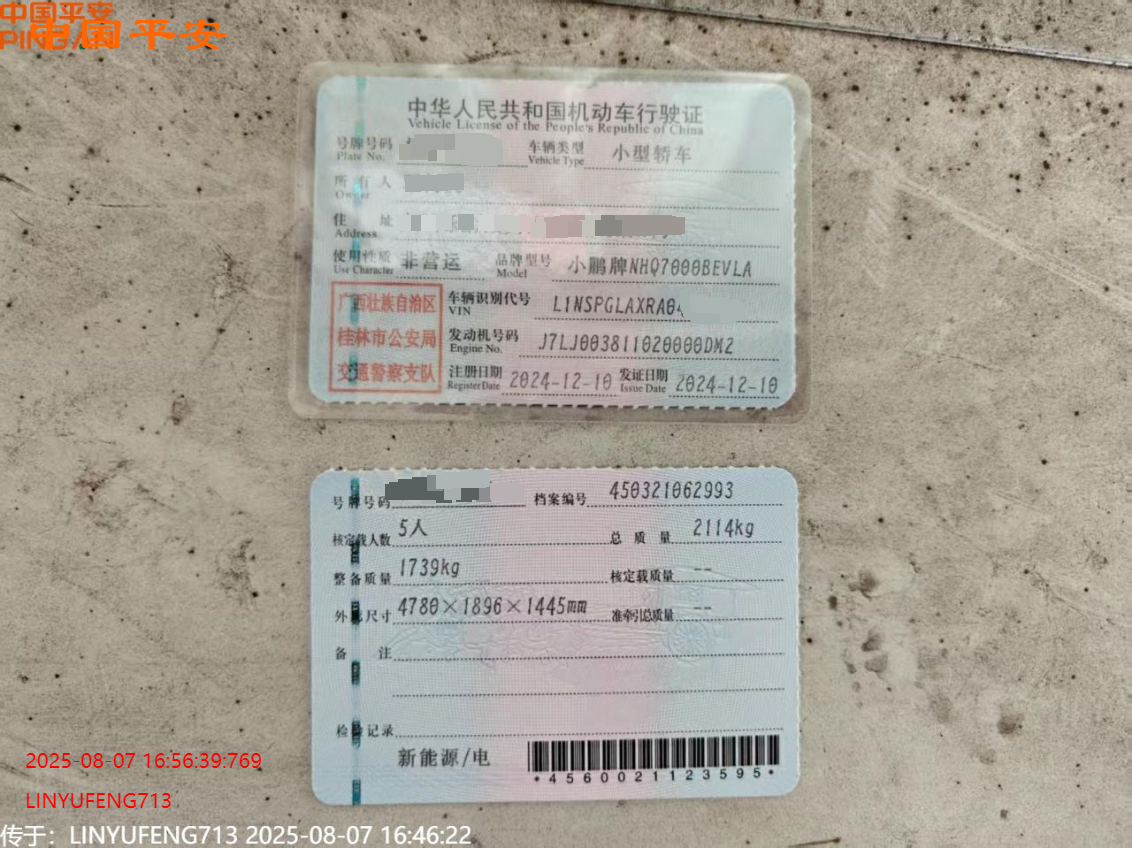 中国平安
PING AN
中国平安
中华人民共和国机动车行驶证
Vehicle License of the People's Republic of China
号牌号码
Plate No.
车辆类型 小型轿车
Vehicle Type
所有人
Owner
住址
Address
使用性质 非营运 品牌型号 小鹏牌NHQ7000BEVLA
Use Character Model
广西壮族自治区
桂林市公安局
交通警察支队
车辆识别代号 L1NSPGLAXRA0
VIN
发动机号码 J7LJ003811020000DM2
Engine No.
注册日期 2024-12-10 发证日期 2024-12-10
Register Date Issue Date
号牌号码 档案编号 450321062993
核定载人数 5人 总质量 2114kg
整备质量 1739kg 核定载质量 --
外廓尺寸 4780×1896×1445mm 准牵引总质量 --
备注
检验记录
新能源/电
*4560021123595*
2025-08-07 16:56:39:769
LINYUFENG713
传于：LINYUFENG713 2025-08-07 16:46:22